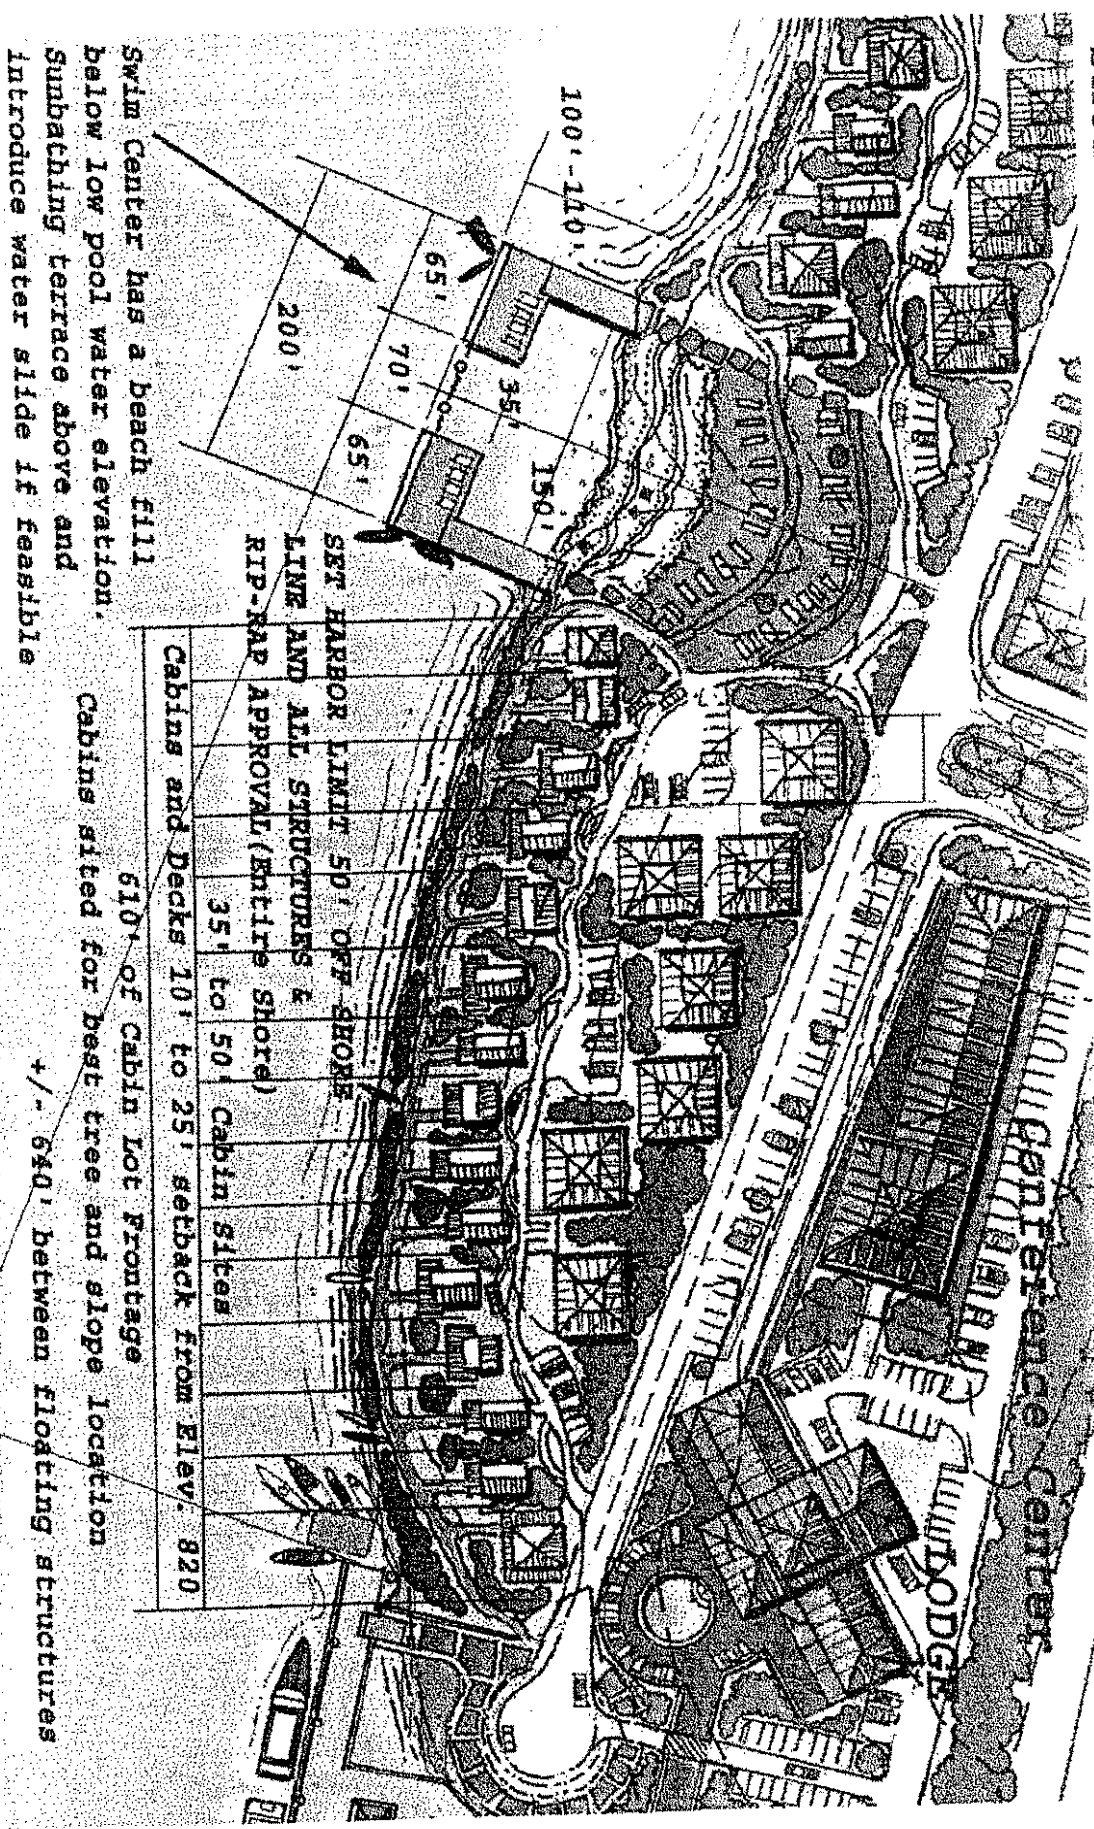 Conference Center
LODGE
100'-110'
65'
70'
65'
200'
35'
150'
SET HARBOR LIMIT 50' OFF SHORE
LINE AND ALL STRUCTURES &
RIP-RAP APPROVAL (Entire Shore)
35' to 50' Cabin Sites
Cabins and Decks 10' to 25' setback from Elev. 820
610' of Cabin Lot Frontage
Cabins sited for best tree and slope location
+/- 640' between floating structures
Swim Center has a beach fill
below low pool water elevation.
Sunbathing terrace above and
introduce water slide if feasible